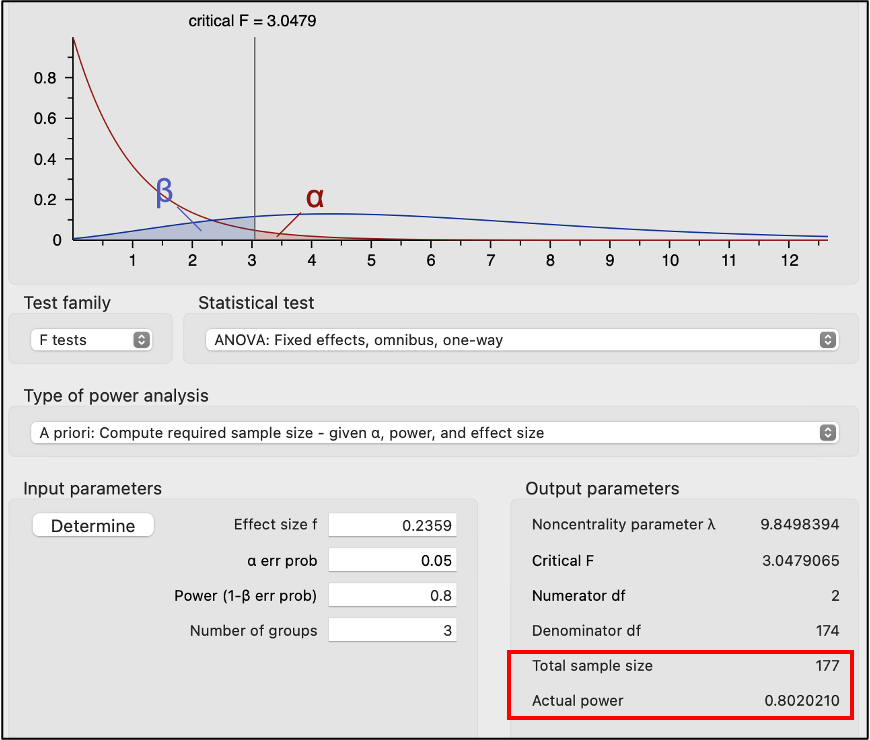 critical F = 3.0479
0.8
0.6
0.4
0.2
0
β
α
1 2 3 4 5 6 7 8 9 10 11 12
Test family
Statistical test
F tests
ANOVA: Fixed effects, omnibus, one-way
Type of power analysis
A priori: Compute required sample size - given α, power, and effect size
Input parameters
Determine
Effect size f 0.2359
α err prob 0.05
Power (1-β err prob) 0.8
Number of groups 3
Output parameters
Noncentrality parameter λ 9.8498394
Critical F 3.0479065
Numerator df 2
Denominator df 174
Total sample size 177
Actual power 0.8020210